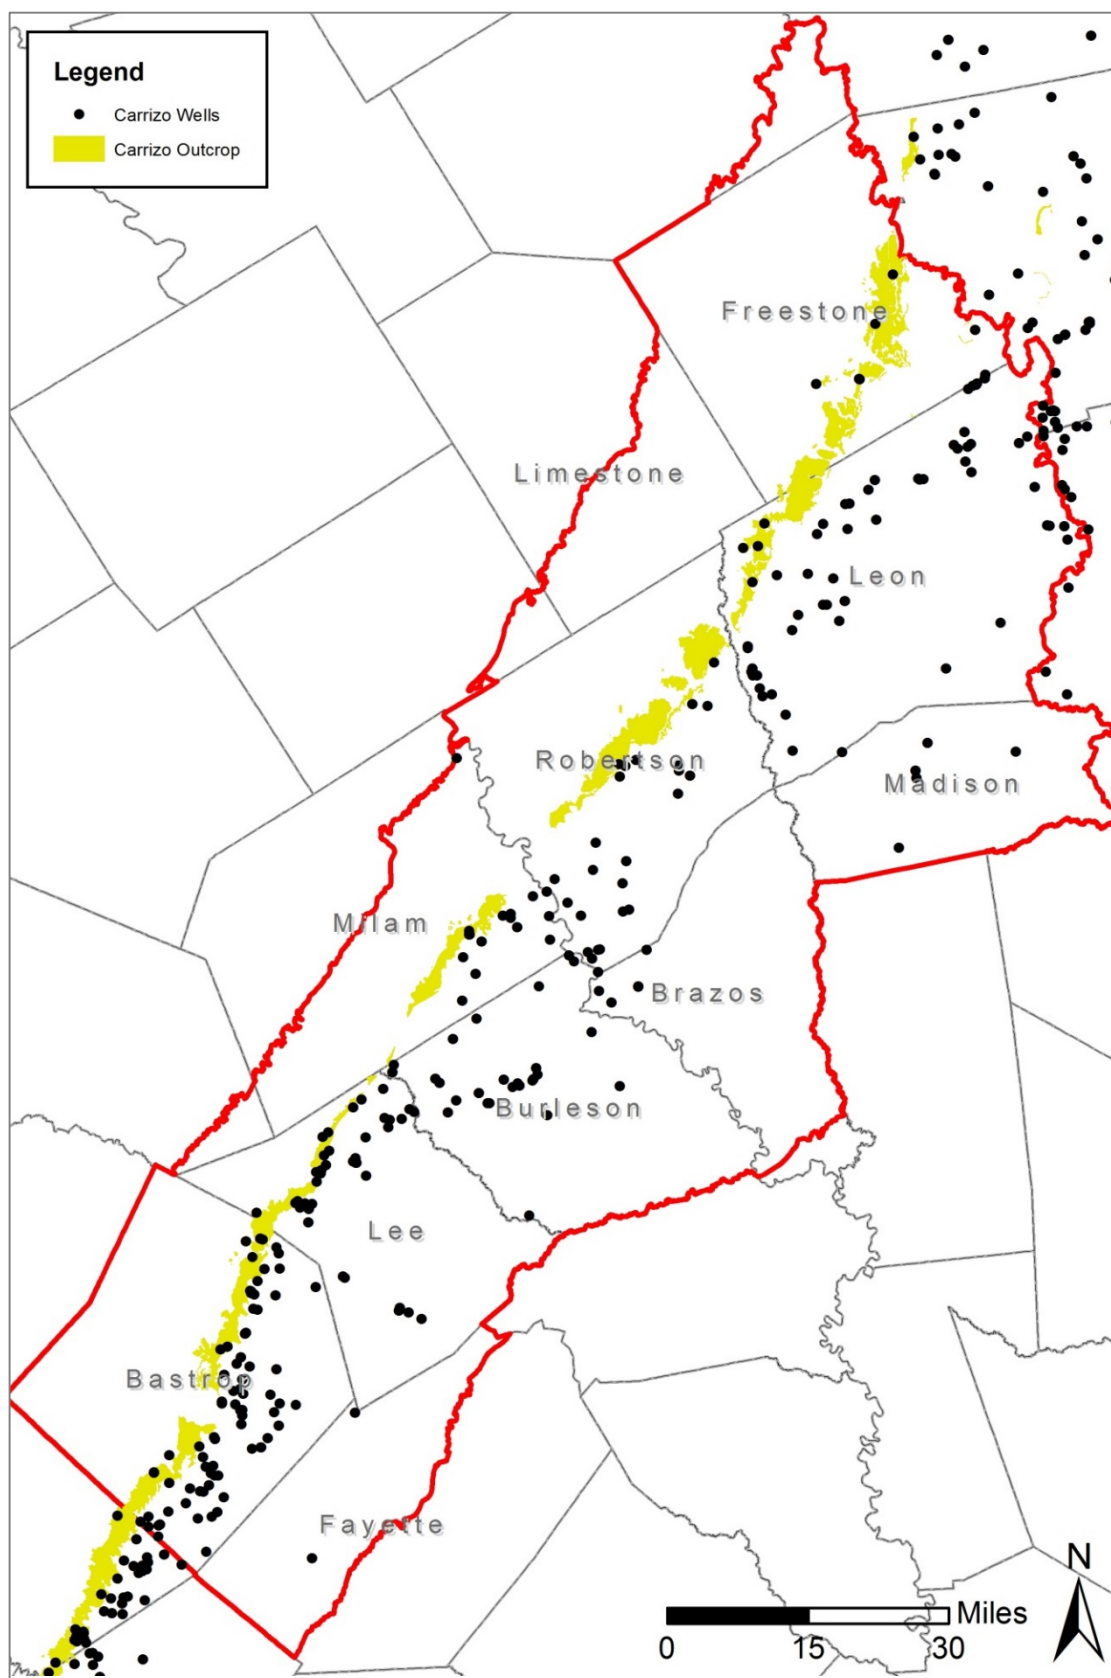 Legend
Carrizo Wells
Carrizo Outcrop
Freestone
Limestone
Leon
Robertson
Madison
Milam
Brazos
Burleson
Lee
Bastrop
Fayette
N
Miles
0 15 30